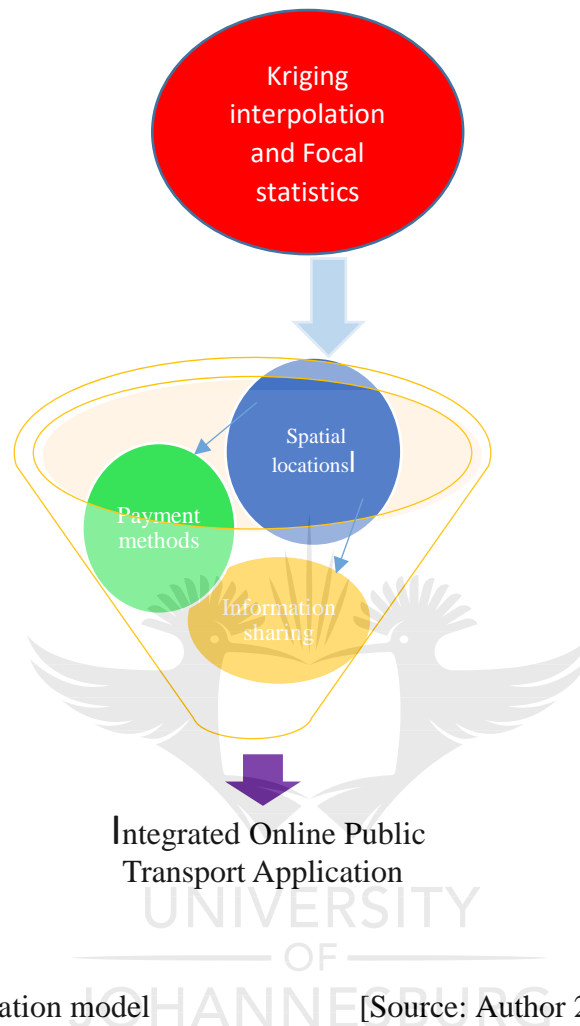 Kriging
interpolation
and Focal
statistics
Spatial
locations
Payment
methods
Information
sharing
Integrated Online Public
Transport Application
UNIVERSITY
OF
JOHANNESBURG
ation model [Source: Author 2